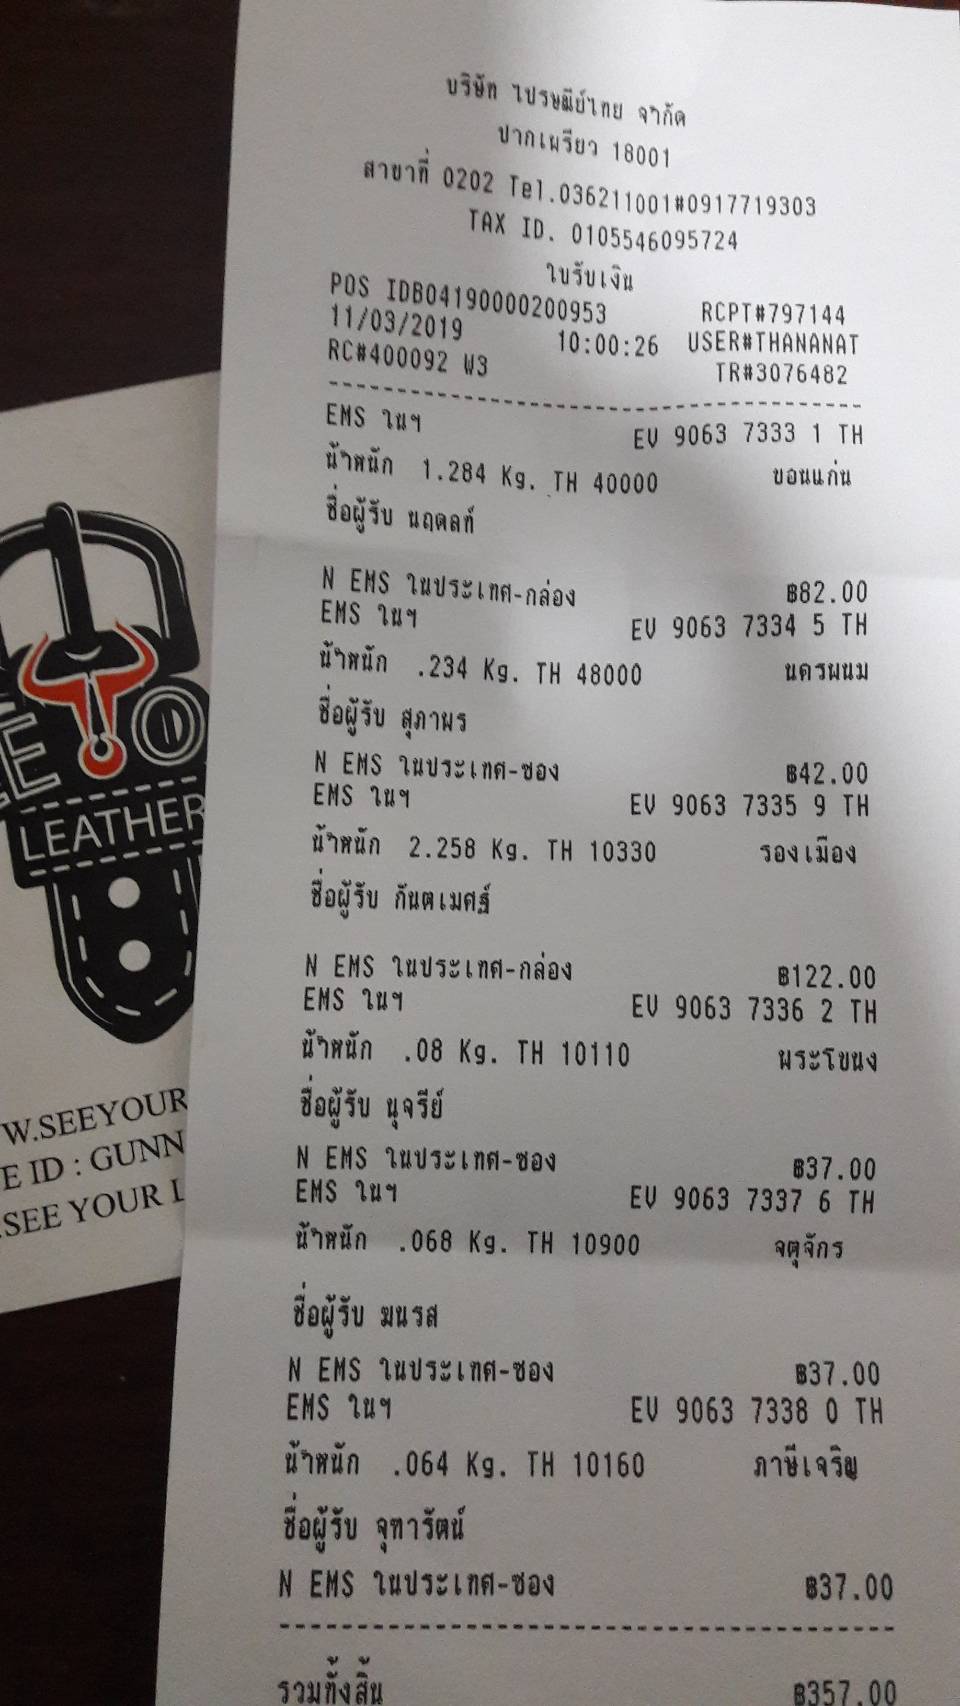 บริษัท ไปรษณีย์ไทย จำกัด
ปากเพรียว 18001
สาขาที่ 0202 Tel.036211001#0917719303
TAX ID. 0105546095724
ใบรับเงิน
POS IDB04190000200953 RCPT#797144
11/03/2019 10:00:26 USER#THANANAT
RC#400092 W3 TR#3076482
EMS ในฯ EV 9063 7333 1 TH
น้ำหนัก 1.284 Kg. TH 40000 ขอนแก่น
ชื่อผู้รับ นฤดลท์
N EMS ในประเทศ-กล่อง ฿82.00
EMS ในฯ EV 9063 7334 5 TH
น้ำหนัก .234 Kg. TH 48000 นครพนม
ชื่อผู้รับ สุภาพร
N EMS ในประเทศ-ซอง ฿42.00
EMS ในฯ EV 9063 7335 9 TH
น้ำหนัก 2.258 Kg. TH 10330 รองเมือง
ชื่อผู้รับ กันตเมศฐ์
N EMS ในประเทศ-กล่อง ฿122.00
EMS ในฯ EV 9063 7336 2 TH
น้ำหนัก .08 Kg. TH 10110 พระโขนง
ชื่อผู้รับ นุจรีย์
N EMS ในประเทศ-ซอง ฿37.00
EMS ในฯ EV 9063 7337 6 TH
น้ำหนัก .068 Kg. TH 10900 จตุจักร
ชื่อผู้รับ มนรส
N EMS ในประเทศ-ซอง ฿37.00
EMS ในฯ EV 9063 7338 0 TH
น้ำหนัก .064 Kg. TH 10160 ภาษีเจริญ
ชื่อผู้รับ จุฑารัตน์
N EMS ในประเทศ-ซอง ฿37.00
รวมทั้งสิ้น ฿357.00
LEATHER
W.SEEYOUR
E ID : GUNN
.SEE YOUR L